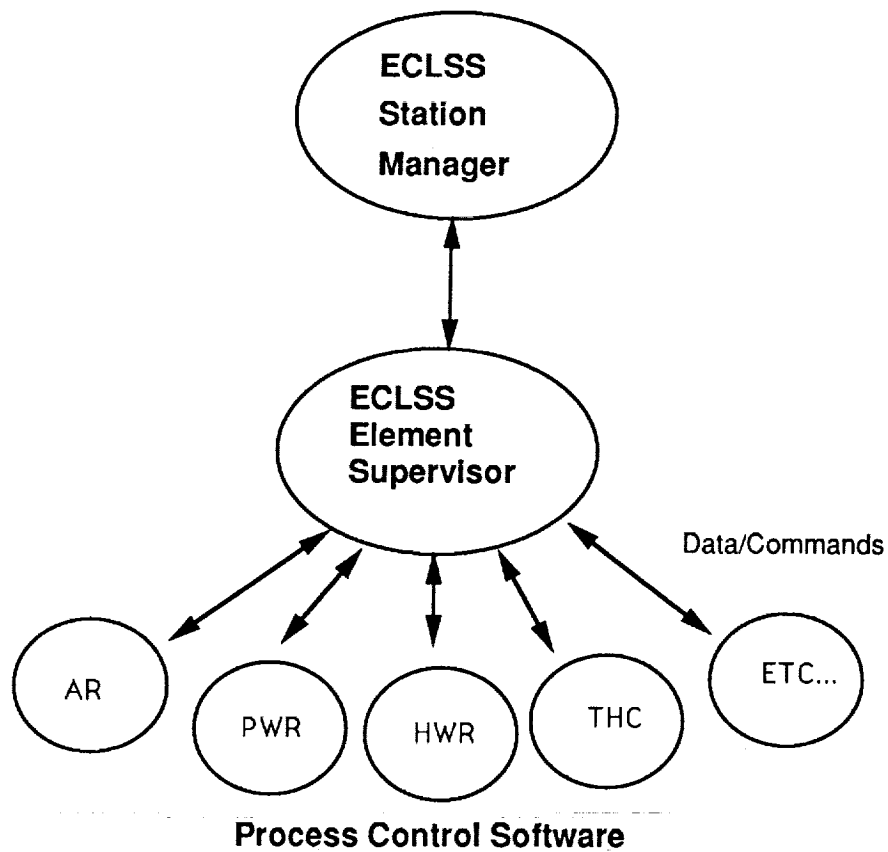 ECLSS
Station
Manager
ECLSS
Element
Supervisor
Data/Commands
AR
PWR
HWR
THC
ETC...
Process Control Software